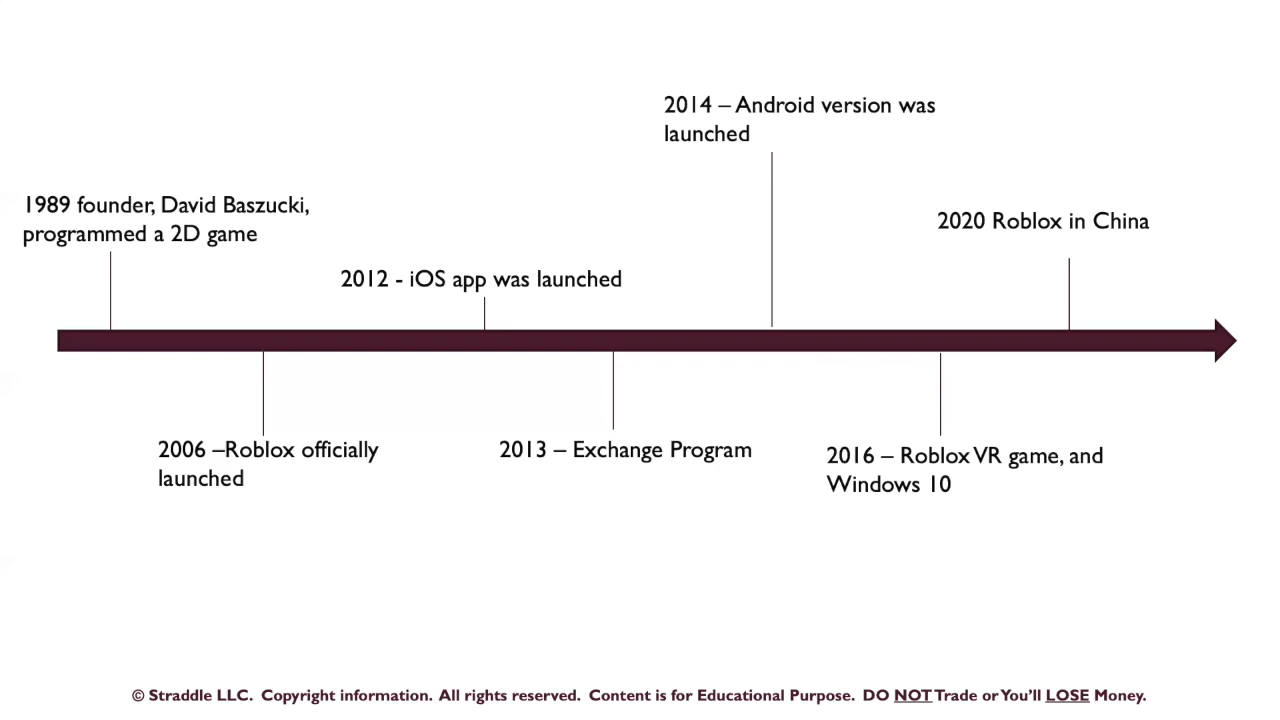 2014 – Android version was
launched
1989 founder, David Baszucki,
programmed a 2D game
2020 Roblox in China
2012 - iOS app was launched
2006 –Roblox officially
launched
2013 – Exchange Program
2016 – Roblox VR game, and
Windows 10
© Straddle LLC. Copyright information. All rights reserved. Content is for Educational Purpose. DO NOT Trade or You'll LOSE Money.